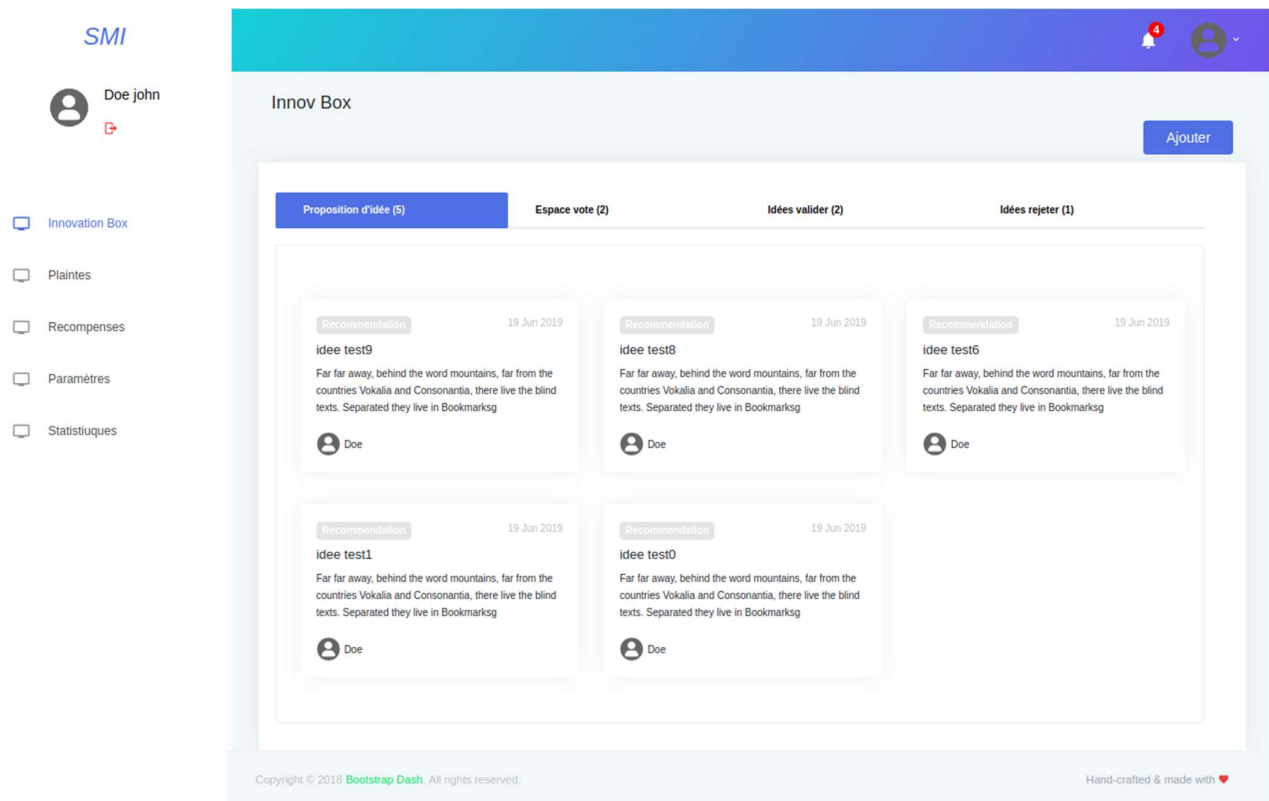 SMI
4
Doe john
Innov Box
Ajouter
Innovation Box
Plaintes
Recompenses
Paramètres
Statistiuques
Proposition d'idée (5)
Espace vote (2)
Idées valider (2)
Idées rejeter (1)
Recommendation
19 Jun 2019
idee test9
Far far away, behind the word mountains, far from the
countries Vokalia and Consonantia, there live the blind
texts. Separated they live in Bookmarksg
Doe
Recommendation
19 Jun 2019
idee test8
Far far away, behind the word mountains, far from the
countries Vokalia and Consonantia, there live the blind
texts. Separated they live in Bookmarksg
Doe
Recommendation
19 Jun 2019
idee test6
Far far away, behind the word mountains, far from the
countries Vokalia and Consonantia, there live the blind
texts. Separated they live in Bookmarksg
Doe
Recommendation
19 Jun 2019
idee test1
Far far away, behind the word mountains, far from the
countries Vokalia and Consonantia, there live the blind
texts. Separated they live in Bookmarksg
Doe
Recommendation
19 Jun 2019
idee test0
Far far away, behind the word mountains, far from the
countries Vokalia and Consonantia, there live the blind
texts. Separated they live in Bookmarksg
Doe
Copyright © 2018 Bootstrap Dash. All rights reserved.
Hand-crafted & made with